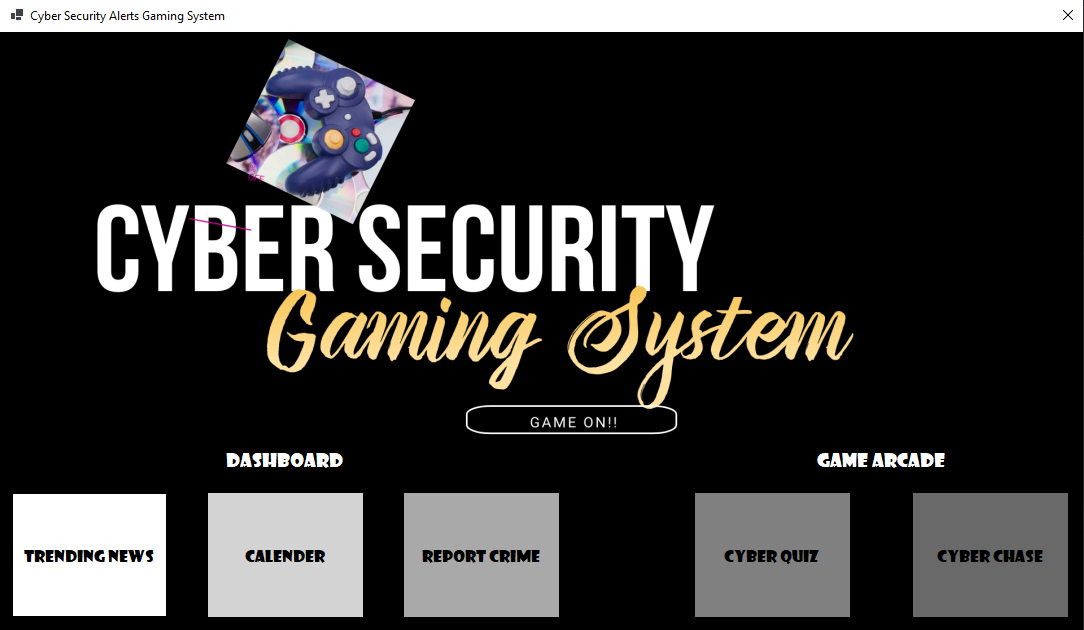 Cyber Security Alerts Gaming System
OFF
CYBER SECURITY
Gaming System
GAME ON!!
DASHBOARD
GAME ARCADE
TRENDING NEWS
CALENDER
REPORT CRIME
CYBER QUIZ
CYBER CHASE